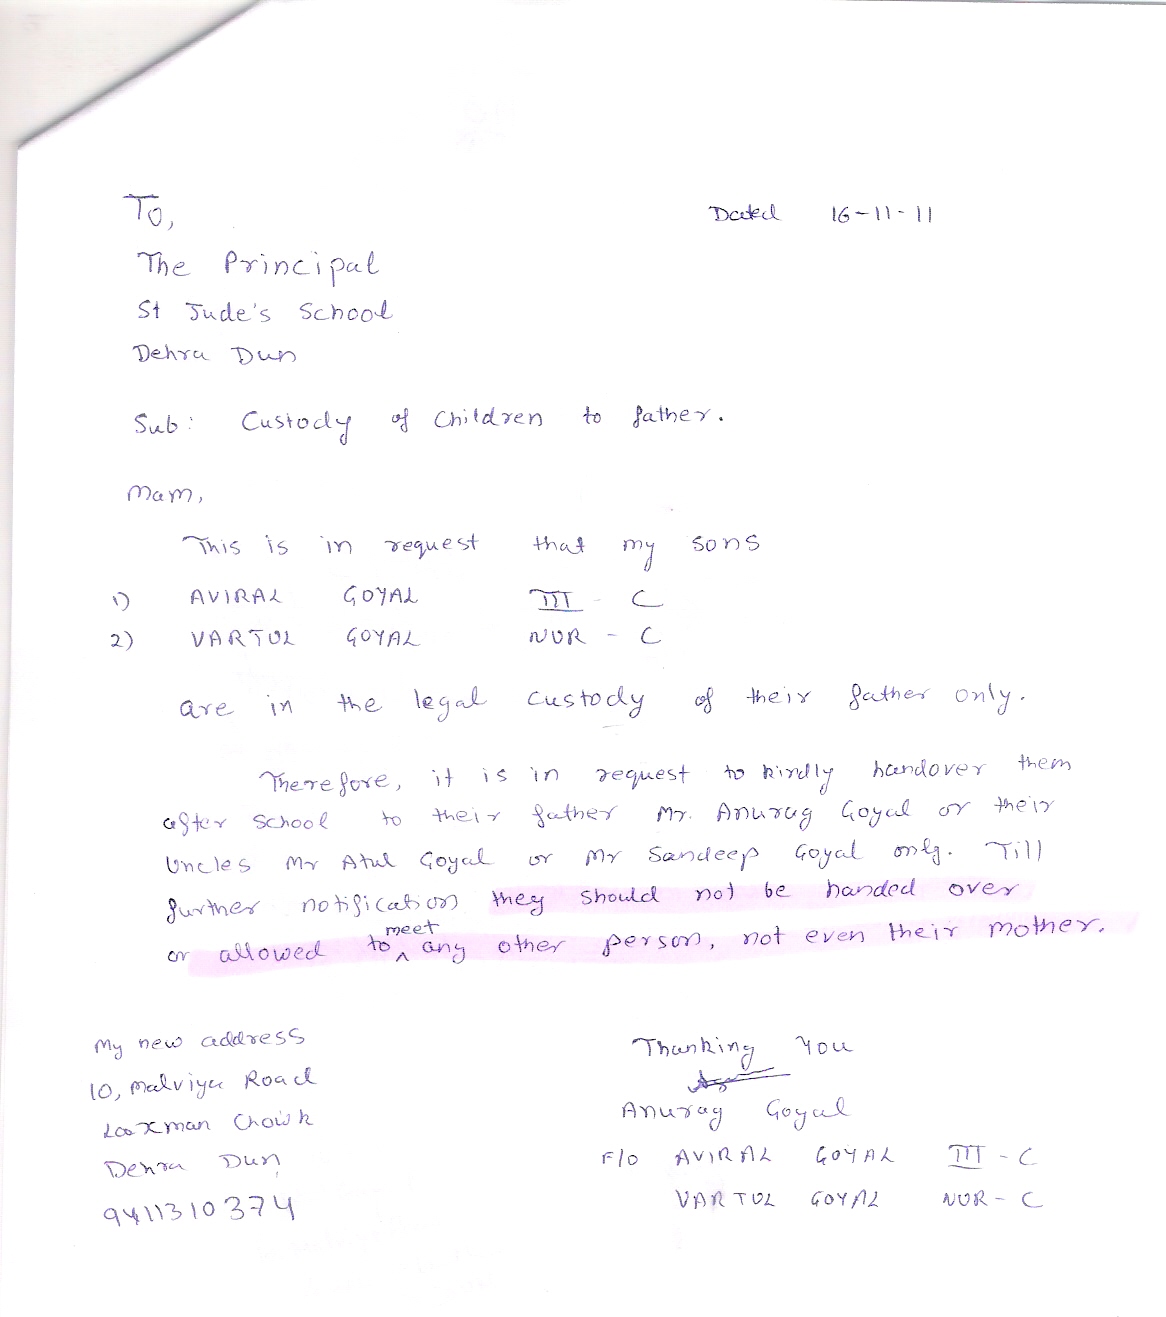 To,
Dated 16-11-11
The Principal
St Jude's School
Dehra Dun
Sub: Custody of Children to father.
Mam,
This is in request that my sons
1) AVIRAL GOYAL III - C
2) VARTUL GOYAL NUR - C
are in the legal custody of their father only.
Therefore, it is in request to kindly handover them
after school to their father Mr. Anurag Goyal or their
Uncles Mr Atul Goyal or Mr Sandeep Goyal only. Till
further notification they should not be handed over
or allowed to meet any other person, not even their mother.
My new address
10, Malviya Road
Laxman Chowk
Dehra Dun
9411310374
Thanking You
Anurag Goyal
F/O AVIRAL GOYAL III - C
VARTUL GOYAL NUR - C